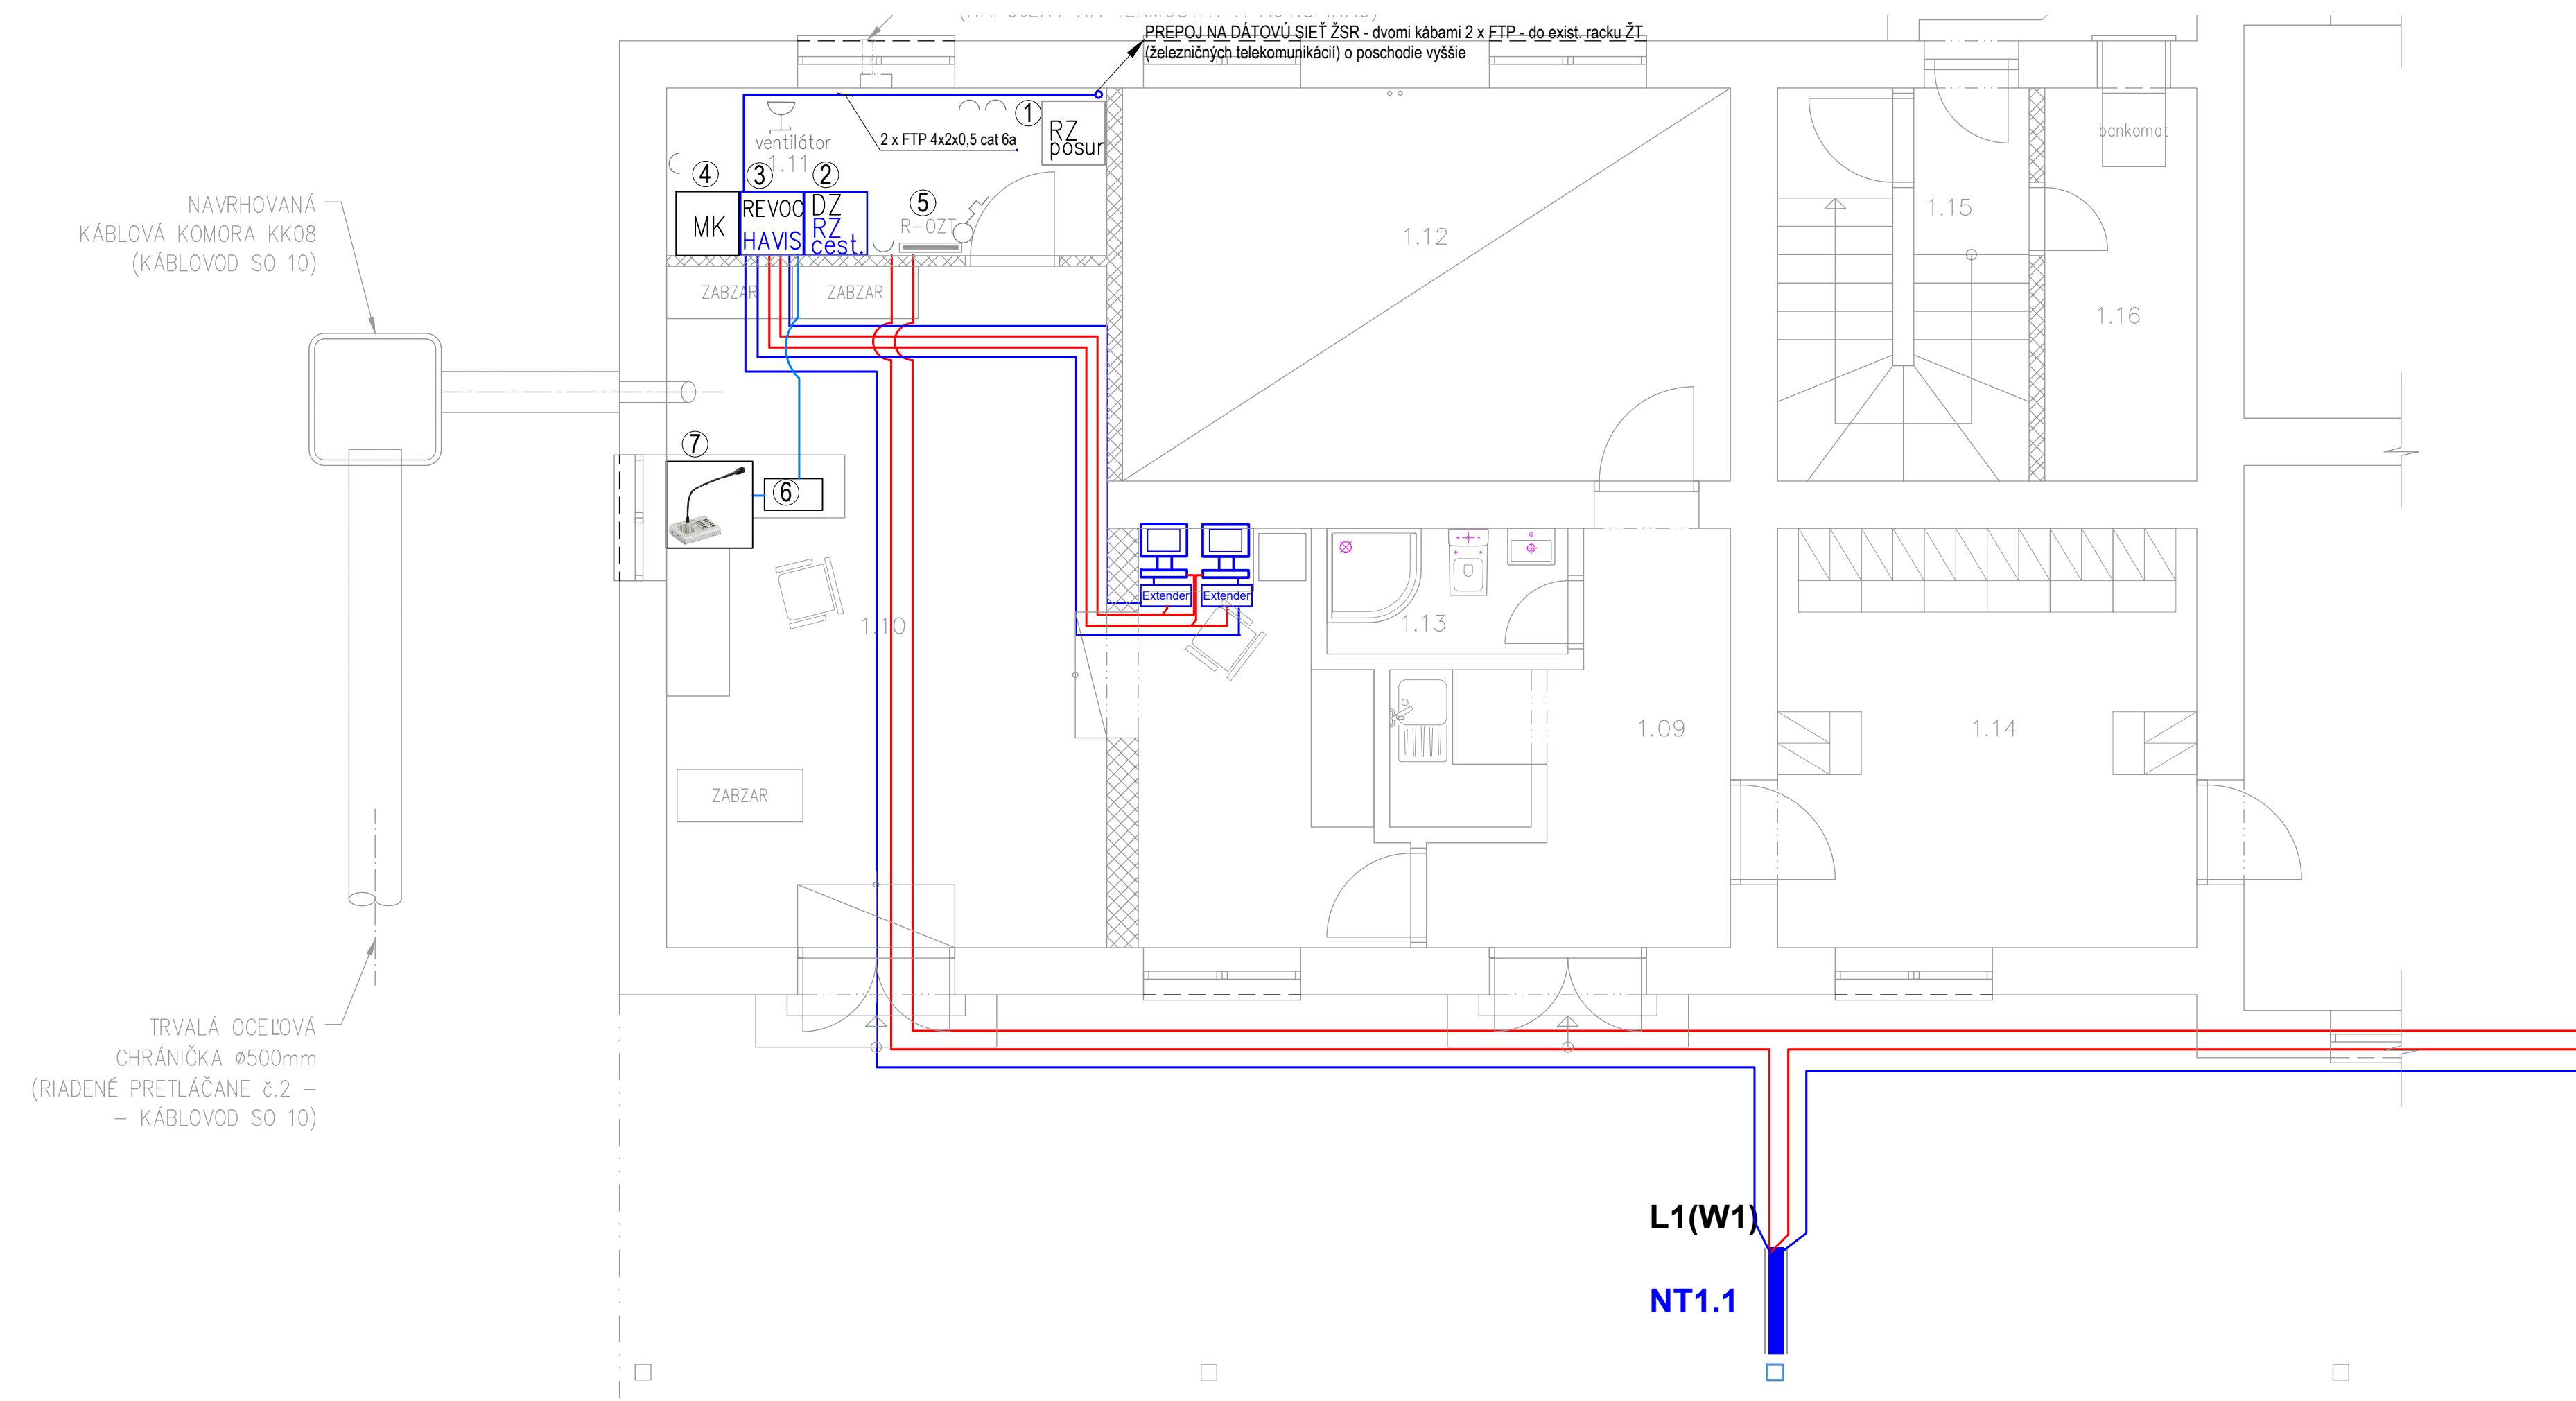 (NAPOJENÝ NA TERMOSTAT A KONŠPINAS)
PREPOJ NA DÁTOVÚ SIEŤ ŽSR - dvomi kábami 2 x FTP - do exist. racku ŽT
(železničných telekomunikácií) o poschodie vyššie
2 x FTP 4x2x0,5 cat 6a
ventilátor
1.11
1
RZ
posun
4
3
2
5
MK
REVOC
HAVIS
DZ
RZ
cest.
R-OZT
ZABZAR
ZABZAR
NAVRHOVANÁ
KÁBLOVÁ KOMORA KK08
(KÁBLOVOD SO 10)
1.12
1.15
bankomat
1.16
7
6
Extender
Extender
1.10
1.13
1.09
1.14
ZABZAR
TRVALÁ OCEĽOVÁ
CHRÁNIČKA ø500mm
(RIADENÉ PRETLÁČANE č.2 –
– KÁBLOVOD SO 10)
L1(W1)
NT1.1